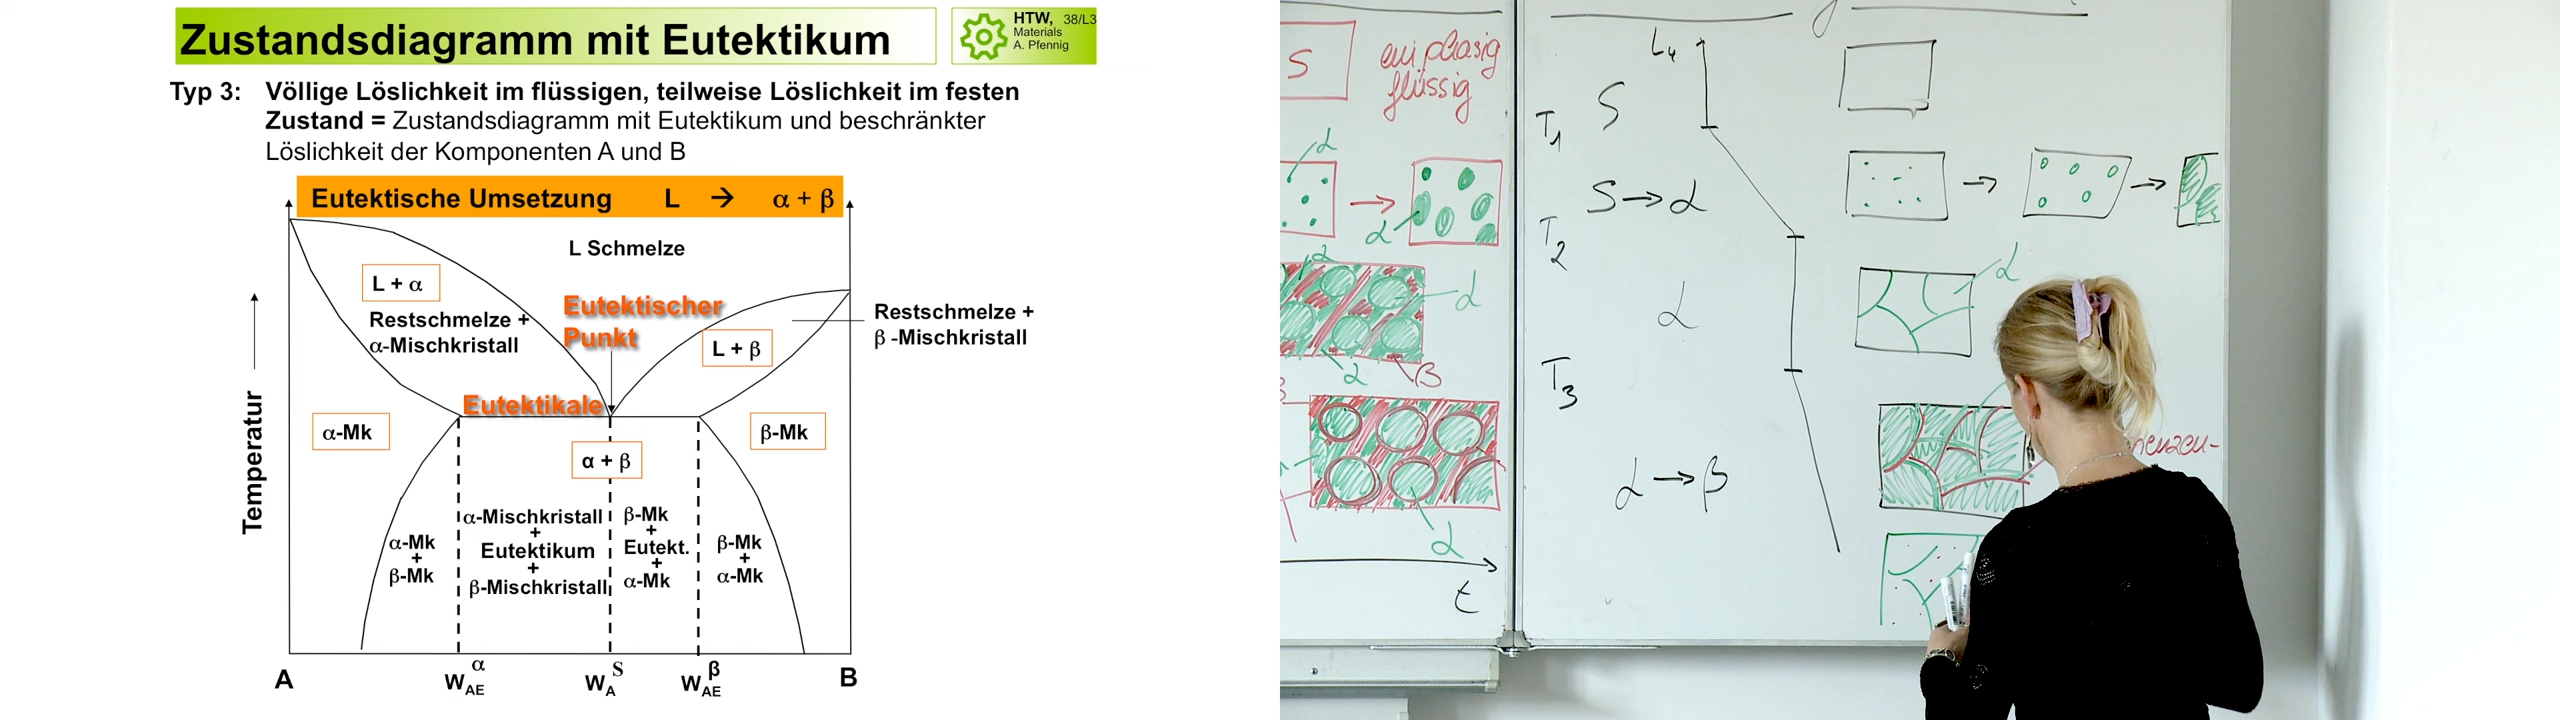 Zustandsdiagramm mit Eutektikum
HTW, 38/L3
Materials
A. Pfennig
Typ 3: Völlige Löslichkeit im flüssigen, teilweise Löslichkeit im festen
Zustand = Zustandsdiagramm mit Eutektikum und beschränkter
Löslichkeit der Komponenten A und B
Eutektische Umsetzung L → α + β
L Schmelze
L + α
Restschmelze +
α-Mischkristall
Eutektischer
Punkt
L + β
Restschmelze +
β -Mischkristall
Eutektikale
Temperatur
α-Mk
β-Mk
α + β
α-Mk
+
β-Mk
α-Mischkristall
+
Eutektikum
+
β-Mischkristall
β-Mk
+
Eutekt.
+
α-Mk
β-Mk
+
α-Mk
A
W AE α
W A S
W AE β
B
S
einphasig
flüssig
α
α
α
α
α
β
α
t
L4
T1
S
S → α
T2
α
α
T3
α → β